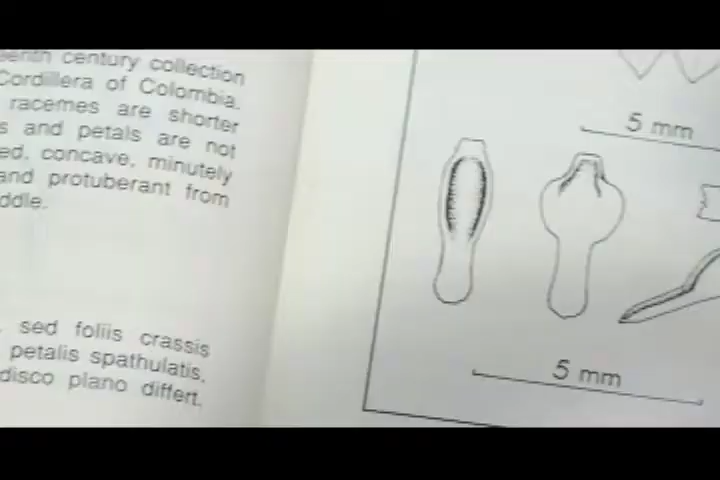 century collection
Cordillera of Colombia.
racemes are shorter
and petals are not
concave, minutely
and protuberant from
sed foliis crassis
petalis spathulatis,
disco plano differt.
5 mm
5 mm